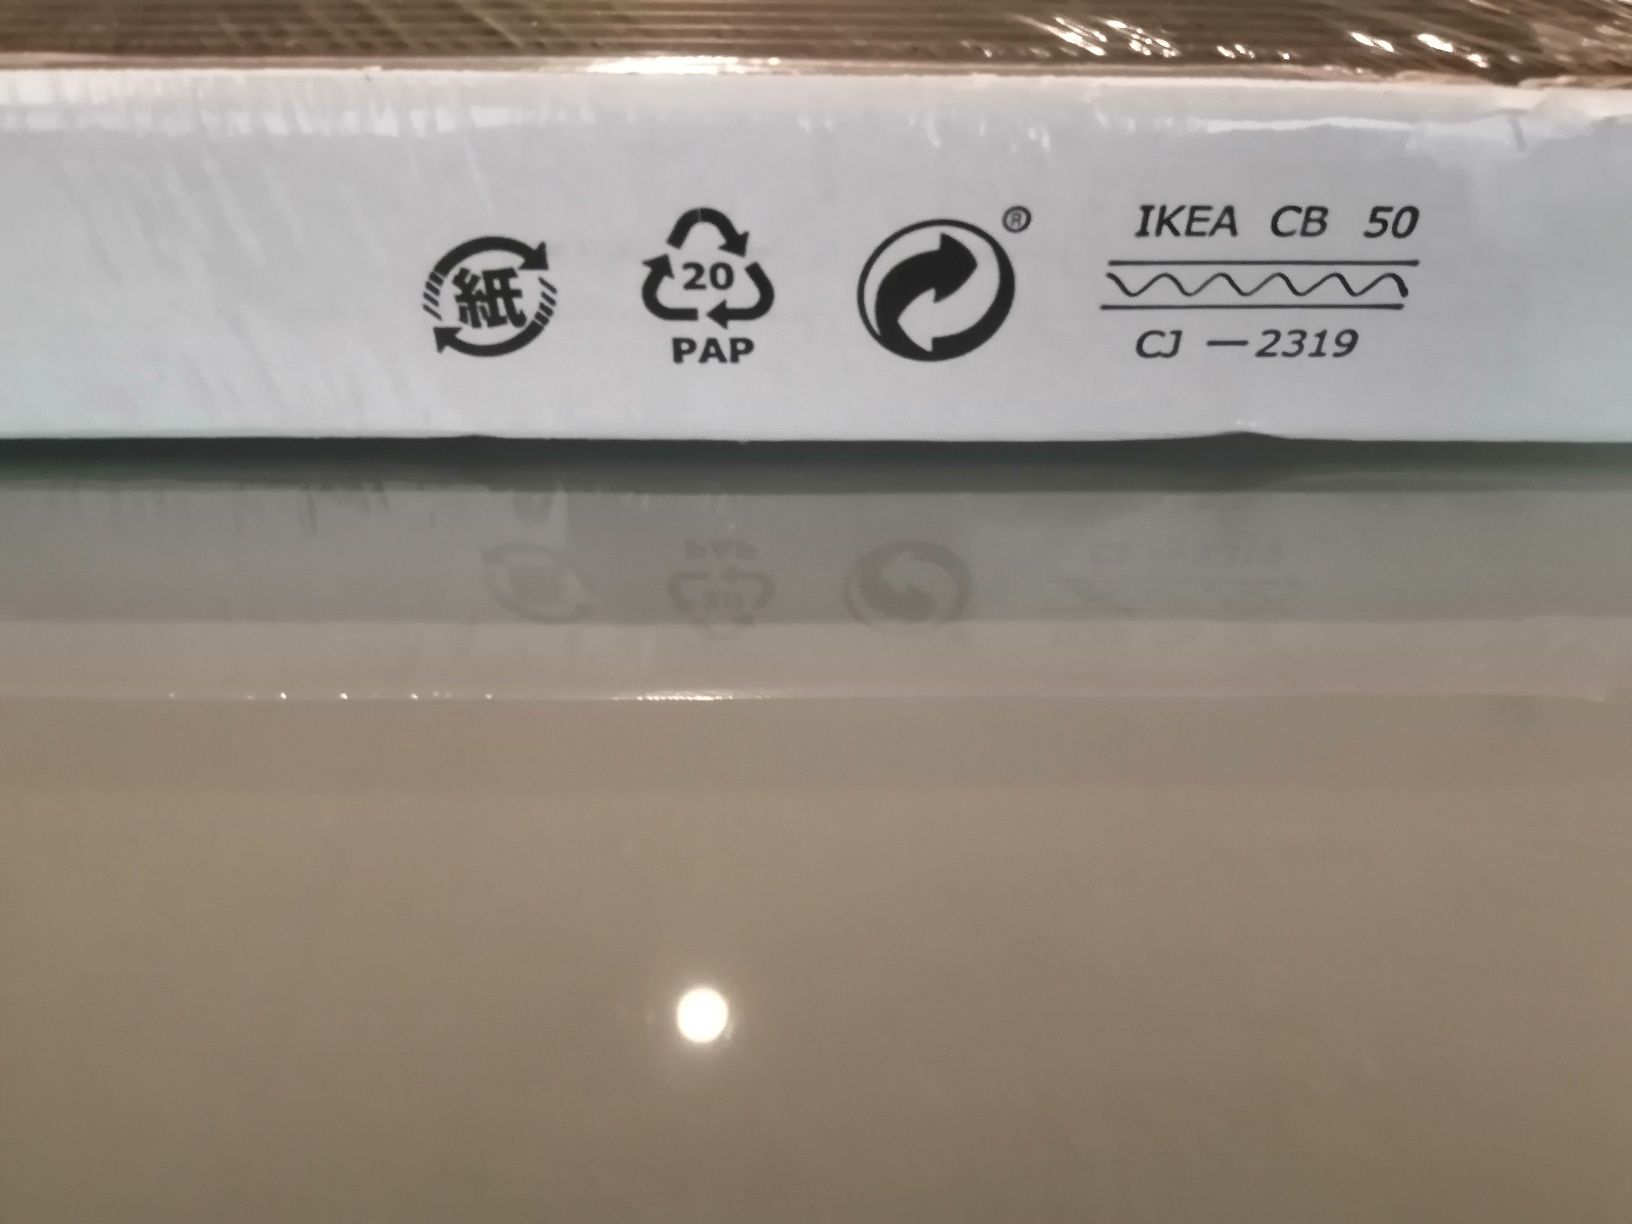 紙
20
PAP
®
IKEA CB 50
CJ — 2319